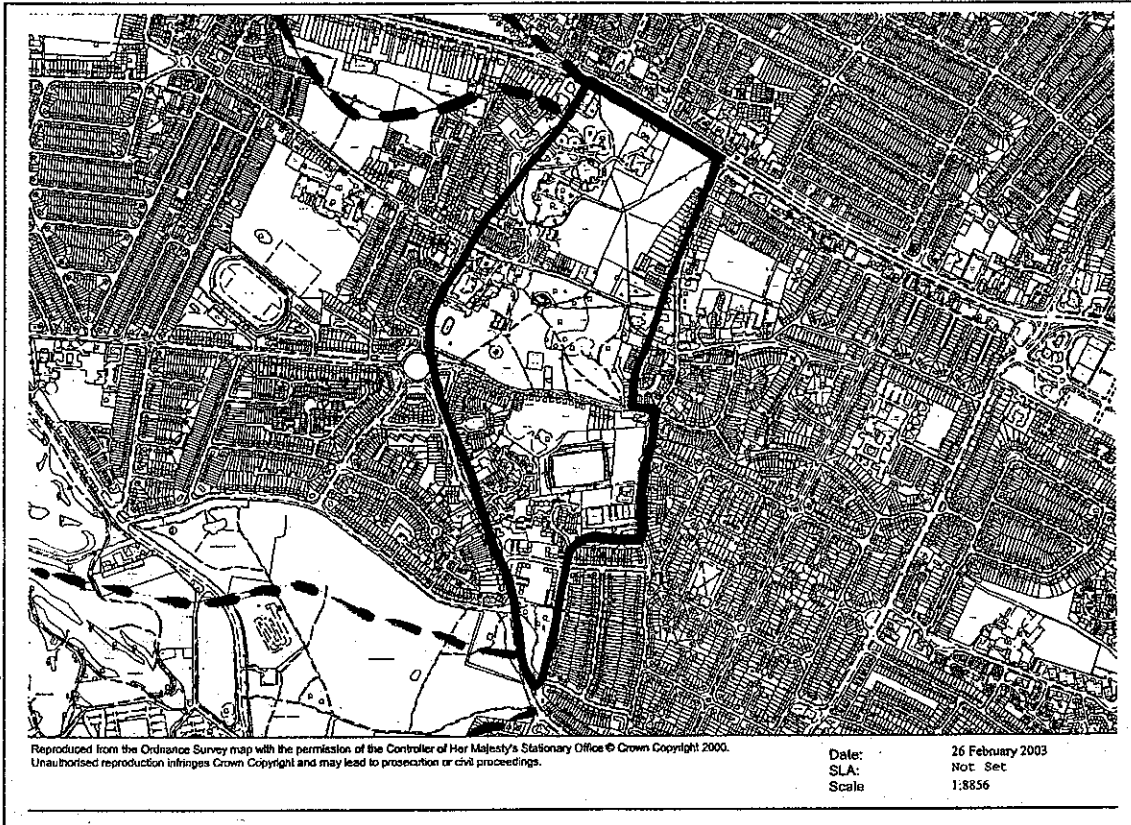 Reproduced from the Ordnance Survey map with the permission of the Controller of Her Majesty's Stationary Office © Crown Copyright 2000.
Unauthorised reproduction infringes Crown Copyright and may lead to prosecution or civil proceedings.
Date: 26 February 2003
SLA: Not Set
Scale 1:8856